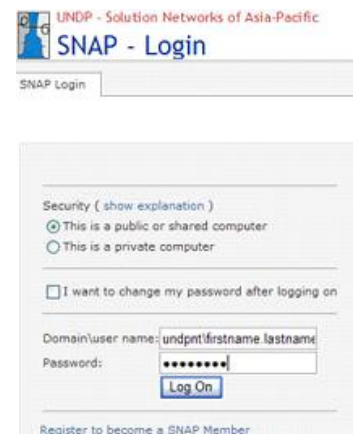 UNDP - Solution Networks of Asia-Pacific
SNAP - Login
SNAP Login
Security ( show explanation )
This is a public or shared computer
This is a private computer
I want to change my password after logging on
Domain\user name: undpnt\firstname.lastname
Password: ••••••••
Log On
Register to become a SNAP Member